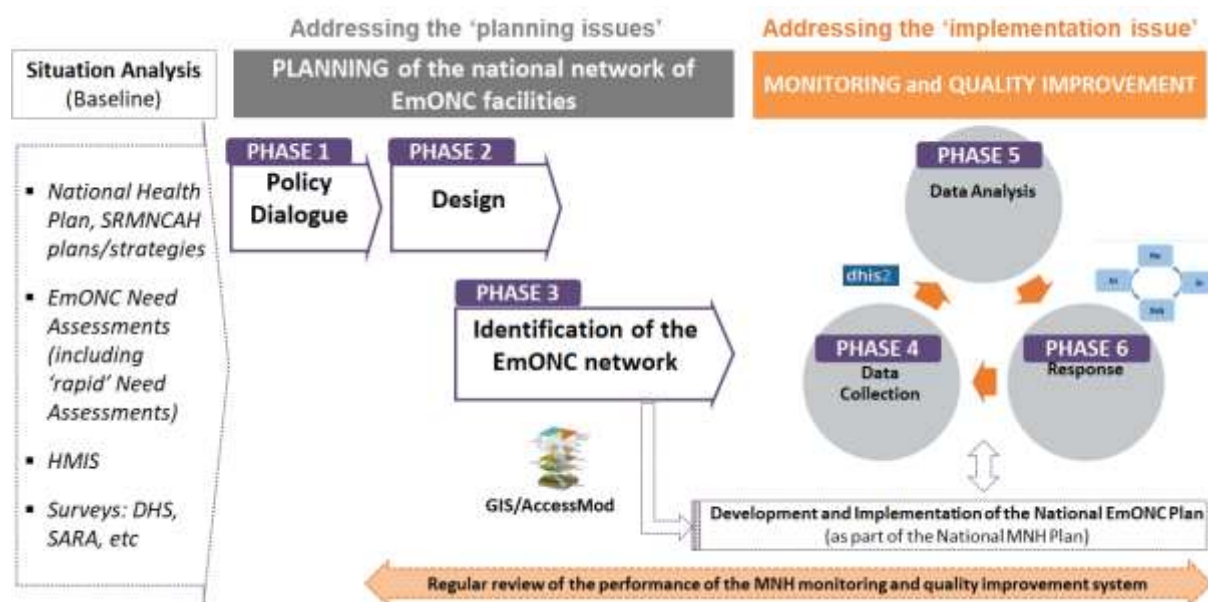 Addressing the 'planning issues'
Addressing the 'implementation issue'
Situation Analysis
(Baseline)
PLANNING of the national network of
EmONC facilities
MONITORING and QUALITY IMPROVEMENT
▪ National Health
Plan, SRMNCAH
plans/strategies
▪ EmONC Need
Assessments
(including
'rapid' Need
Assessments)
▪ HMIS
▪ Surveys: DHS,
SARA, etc
PHASE 1
Policy
Dialogue
PHASE 2
Design
PHASE 3
Identification of the
EmONC network
GIS/AccessMod
PHASE 5
Data Analysis
dhis2
PHASE 4
Data
Collection
PHASE 6
Response
Development and Implementation of the National EmONC Plan
(as part of the National MNH Plan)
Regular review of the performance of the MNH monitoring and quality improvement system